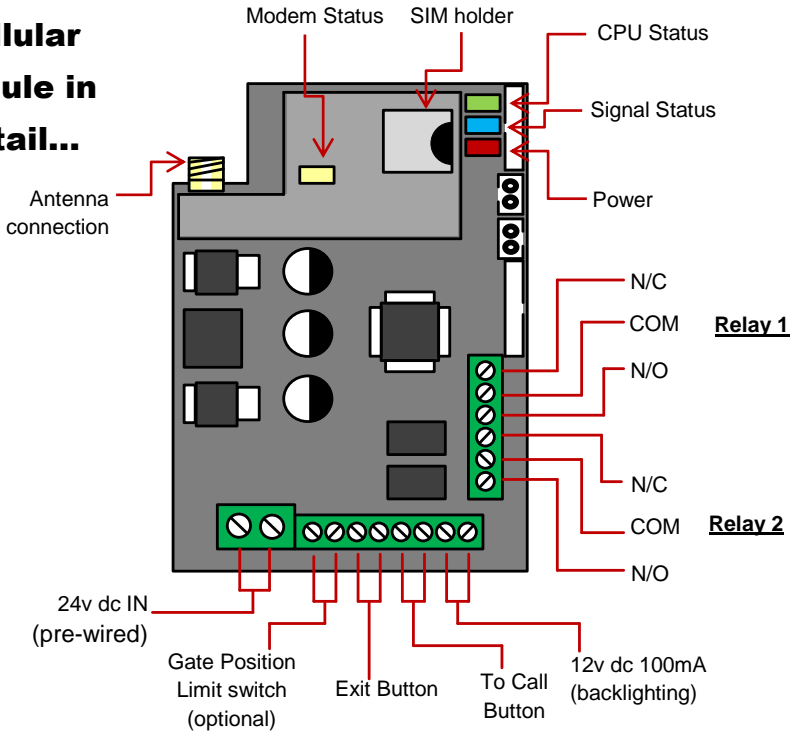 llular
ule in
tail...
Modem Status
SIM holder
CPU Status
Signal Status
Power
Antenna
connection
N/C
COM
Relay 1
N/O
N/C
COM
Relay 2
N/O
24v dc IN
(pre-wired)
Gate Position
Limit switch
(optional)
Exit Button
To Call
Button
12v dc 100mA
(backlighting)